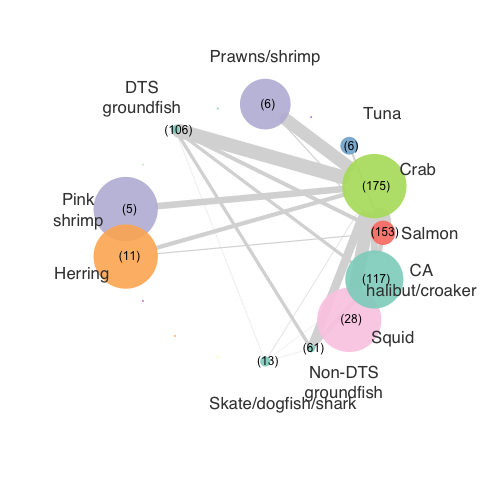 Prawns/shrimp
(6)
DTS
groundfish
(106)
Tuna
(6)
Crab
(175)
Pink
shrimp
(5)
Salmon
(153)
Herring
(11)
CA
halibut/croaker
(117)
Squid
(28)
(61)
Non-DTS
groundfish
(13)
Skate/dogfish/shark